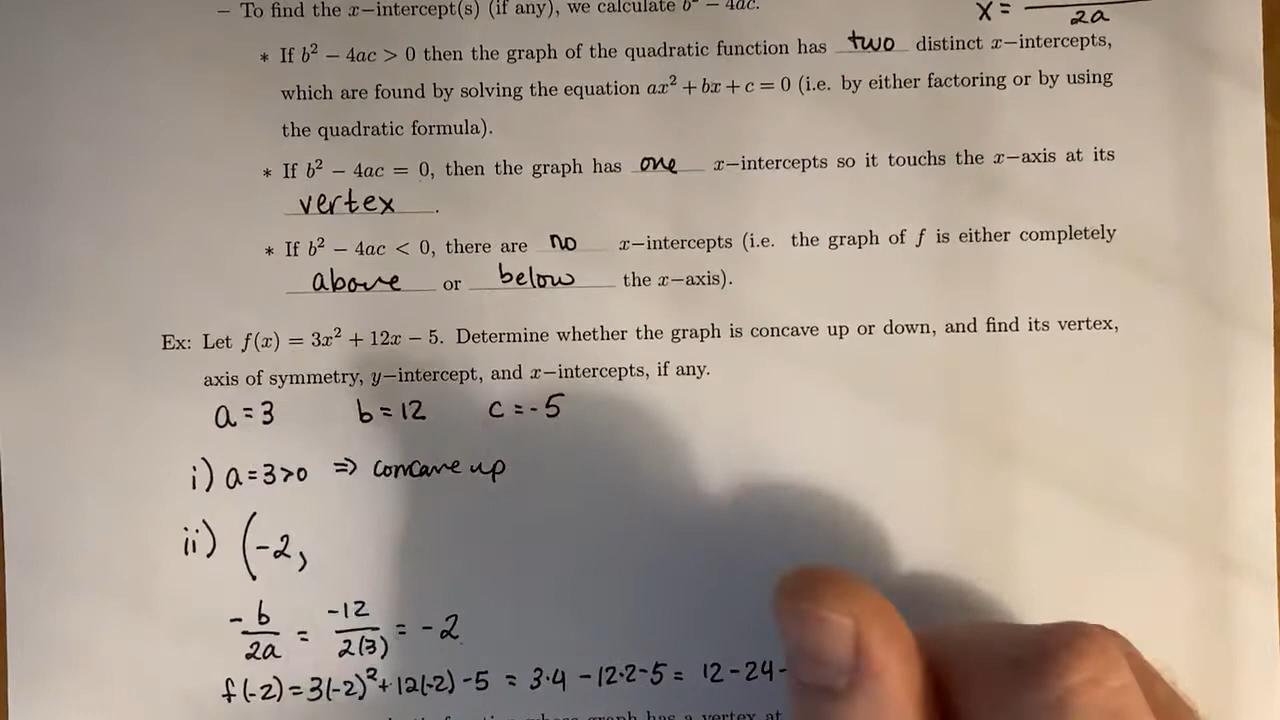 – To find the x−intercept(s) (if any), we calculate b² − 4ac.
x = 2a
∗ If b² − 4ac > 0 then the graph of the quadratic function has two distinct x−intercepts,
which are found by solving the equation ax² + bx + c = 0 (i.e. by either factoring or by using
the quadratic formula).
∗ If b² − 4ac = 0, then the graph has one x−intercepts so it touchs the x−axis at its
vertex .
∗ If b² − 4ac < 0, there are no x−intercepts (i.e. the graph of f is either completely
above or below the x−axis).
Ex: Let f(x) = 3x² + 12x − 5. Determine whether the graph is concave up or down, and find its vertex,
axis of symmetry, y−intercept, and x−intercepts, if any.
a = 3 b = 12 c = -5
i) a = 3 > 0 ⇒ concave up
ii) (-2,
-b/2a = -12/2(3) = -2
f(-2) = 3(-2)² + 12(-2) - 5 = 3·4 - 12·2 - 5 = 12 - 24 -
whose graph has a vertex at